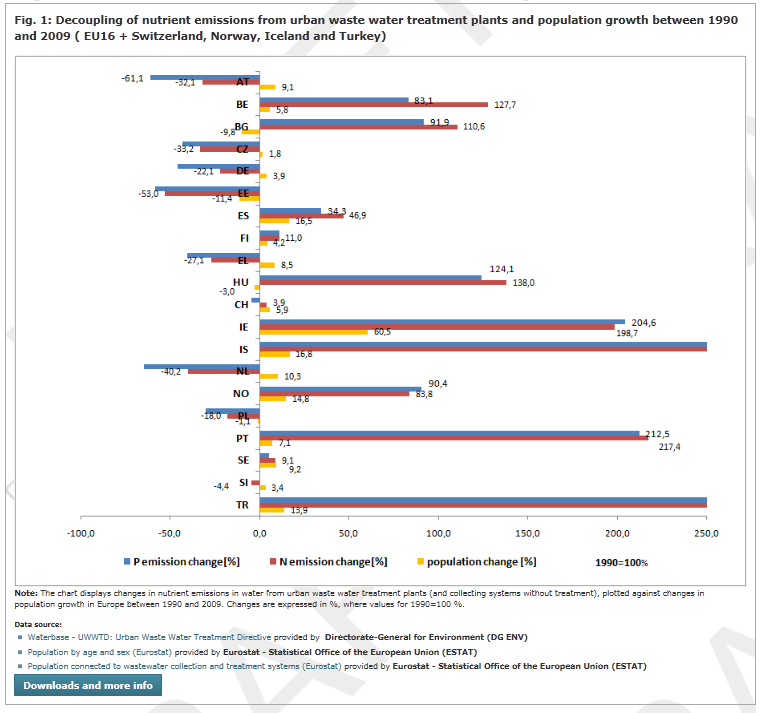 Fig. 1: Decoupling of nutrient emissions from urban waste water treatment plants and population growth between 1990
and 2009 ( EU16 + Switzerland, Norway, Iceland and Turkey)
-61,1
-32,1 AT
9,1
BE 83,1 127,7
5,8
BG 91,9 110,6
-9,8
-33,2 CZ
1,8
-22,1 DE
3,9
-53,0 EE
-11,4
ES 34,3 46,9
16,5
FI 11,0
4,2
-27,1 EL
8,5
HU 124,1
138,0
-3,0
CH 3,9
5,9
IE 204,6
198,7
60,5
IS
16,8
-40,2 NL
10,3
NO 90,4
83,8
14,8
-18,0 PL
-1,1
PT 212,5
7,1 217,4
SE 9,1
9,2
-4,4 SI
3,4
TR
13,9
-100,0 -50,0 0,0 50,0 100,0 150,0 200,0 250,0
P emission change[%] N emission change[%] population change [%] 1990=100%
Note: The chart displays changes in nutrient emissions in water from urban waste water treatment plants (and collecting systems without treatment), plotted against changes in
population growth in Europe between 1990 and 2009. Changes are expressed in %, where values for 1990=100 %.
Data source:
Waterbase - UWWTD: Urban Waste Water Treatment Directive provided by Directorate-General for Environment (DG ENV)
Population by age and sex (Eurostat) provided by Eurostat - Statistical Office of the European Union (ESTAT)
Population connected to wastewater collection and treatment systems (Eurostat) provided by Eurostat - Statistical Office of the European Union (ESTAT)
Downloads and more info